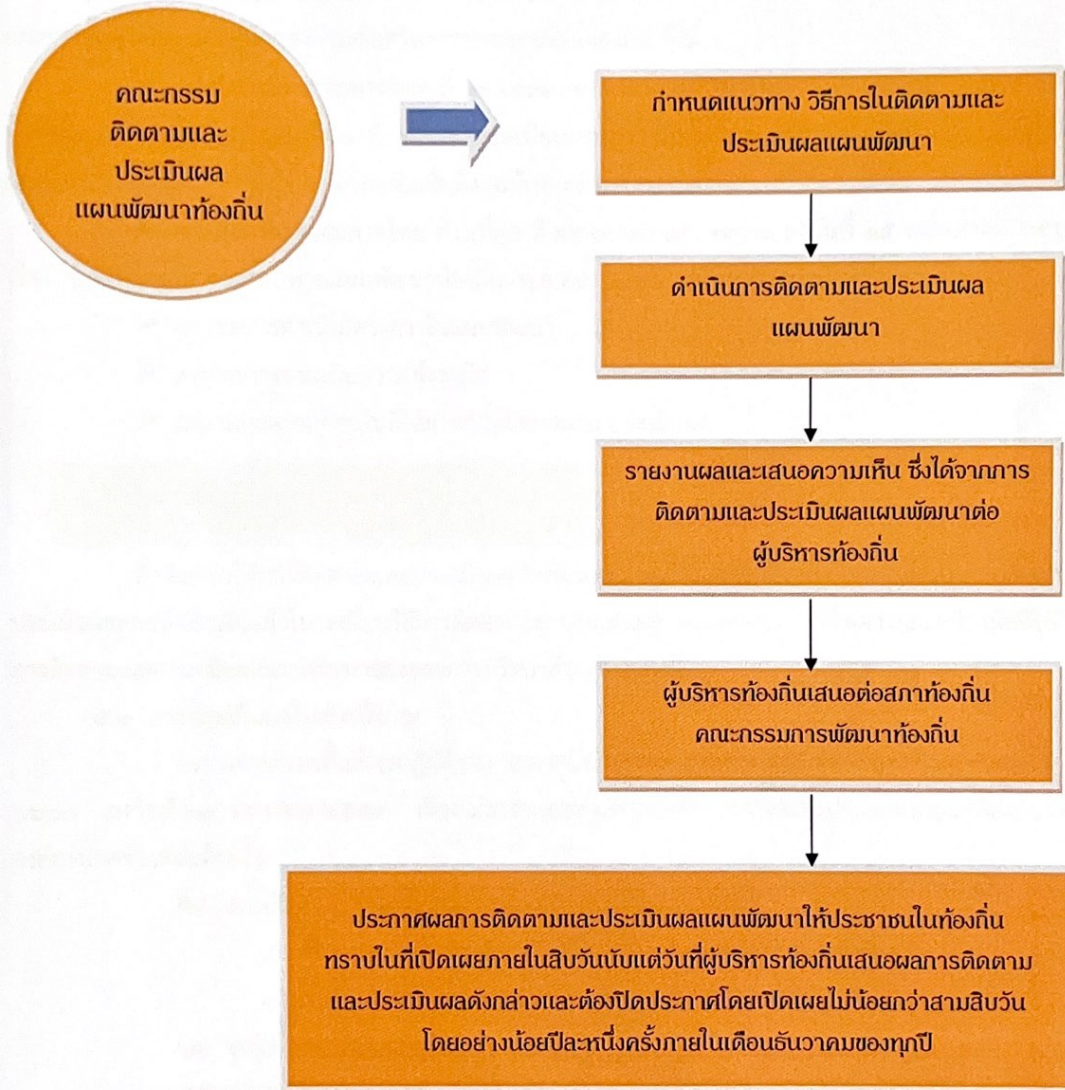 คณะกรรม
ติดตามและ
ประเมินผล
แผนพัฒนาท้องถิ่น
กำหนดแนวทาง วิธีการในติดตามและ
ประเมินผลแผนพัฒนา
ดำเนินการติดตามและประเมินผล
แผนพัฒนา
รายงานผลและเสนอความเห็น ซึ่งได้จากการ
ติดตามและประเมินผลแผนพัฒนาต่อ
ผู้บริหารท้องถิ่น
ผู้บริหารท้องถิ่นเสนอต่อสภาท้องถิ่น
คณะกรรมการพัฒนาท้องถิ่น
ประกาศผลการติดตามและประเมินผลแผนพัฒนาให้ประชาชนในท้องถิ่น
ทราบในที่เปิดเผยภายในสิบวันนับแต่วันที่ผู้บริหารท้องถิ่นเสนอผลการติดตาม
และประเมินผลดังกล่าวและต้องปิดประกาศโดยเปิดเผยไม่น้อยกว่าสามสิบวัน
โดยอย่างน้อยปีละหนึ่งครั้งภายในเดือนธันวาคมของทุกปี